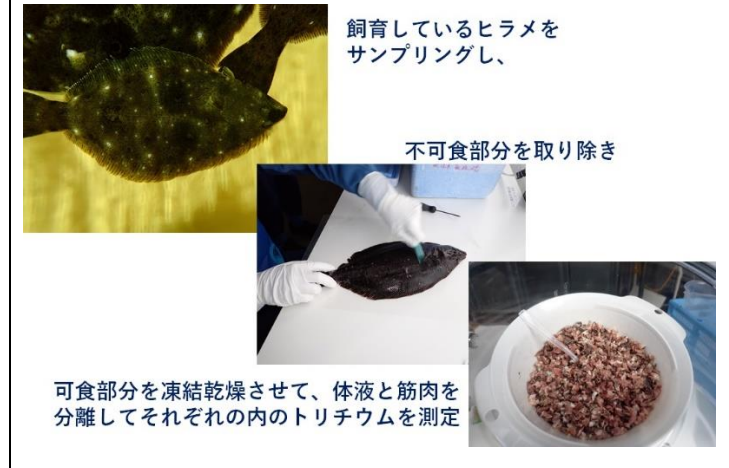 飼育しているヒラメを
サンプリングし、
不可食部分を取り除き
可食部分を凍結乾燥させて、体液と筋肉を
分離してそれぞれの内のトリチウムを測定